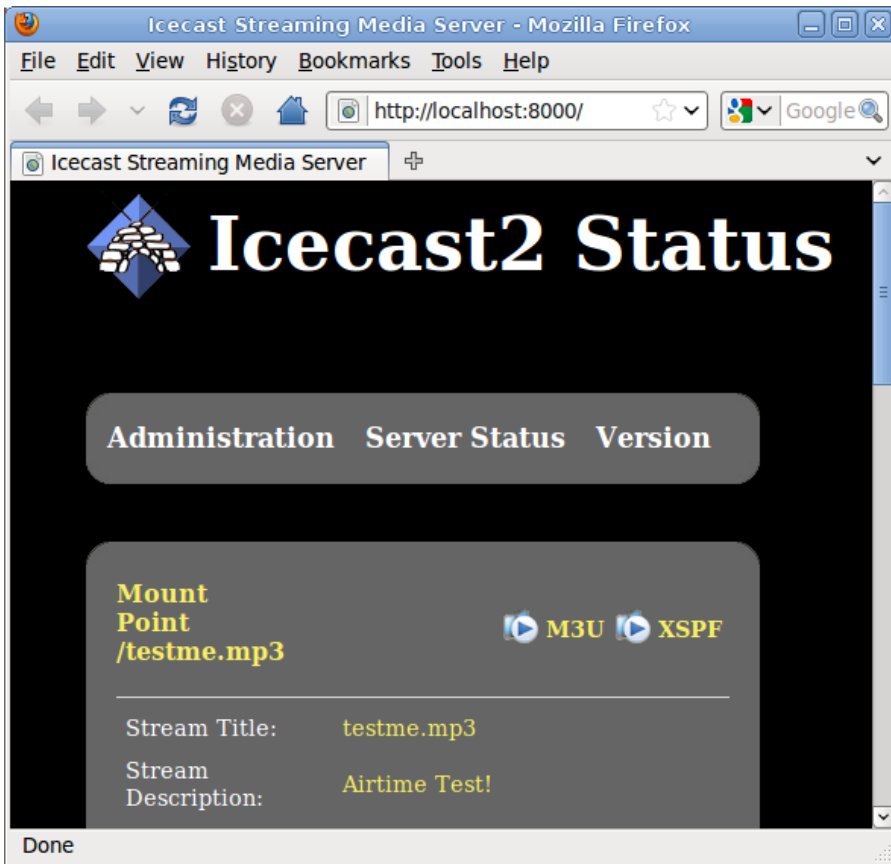 Icecast Streaming Media Server - Mozilla Firefox
File Edit View History Bookmarks Tools Help
http://localhost:8000/ Google
Icecast Streaming Media Server
Icecast2 Status
Administration Server Status Version
Mount
Point
/testme.mp3
M3U XSPF
Stream Title: testme.mp3
Stream
Description:
Airtime Test!
Done